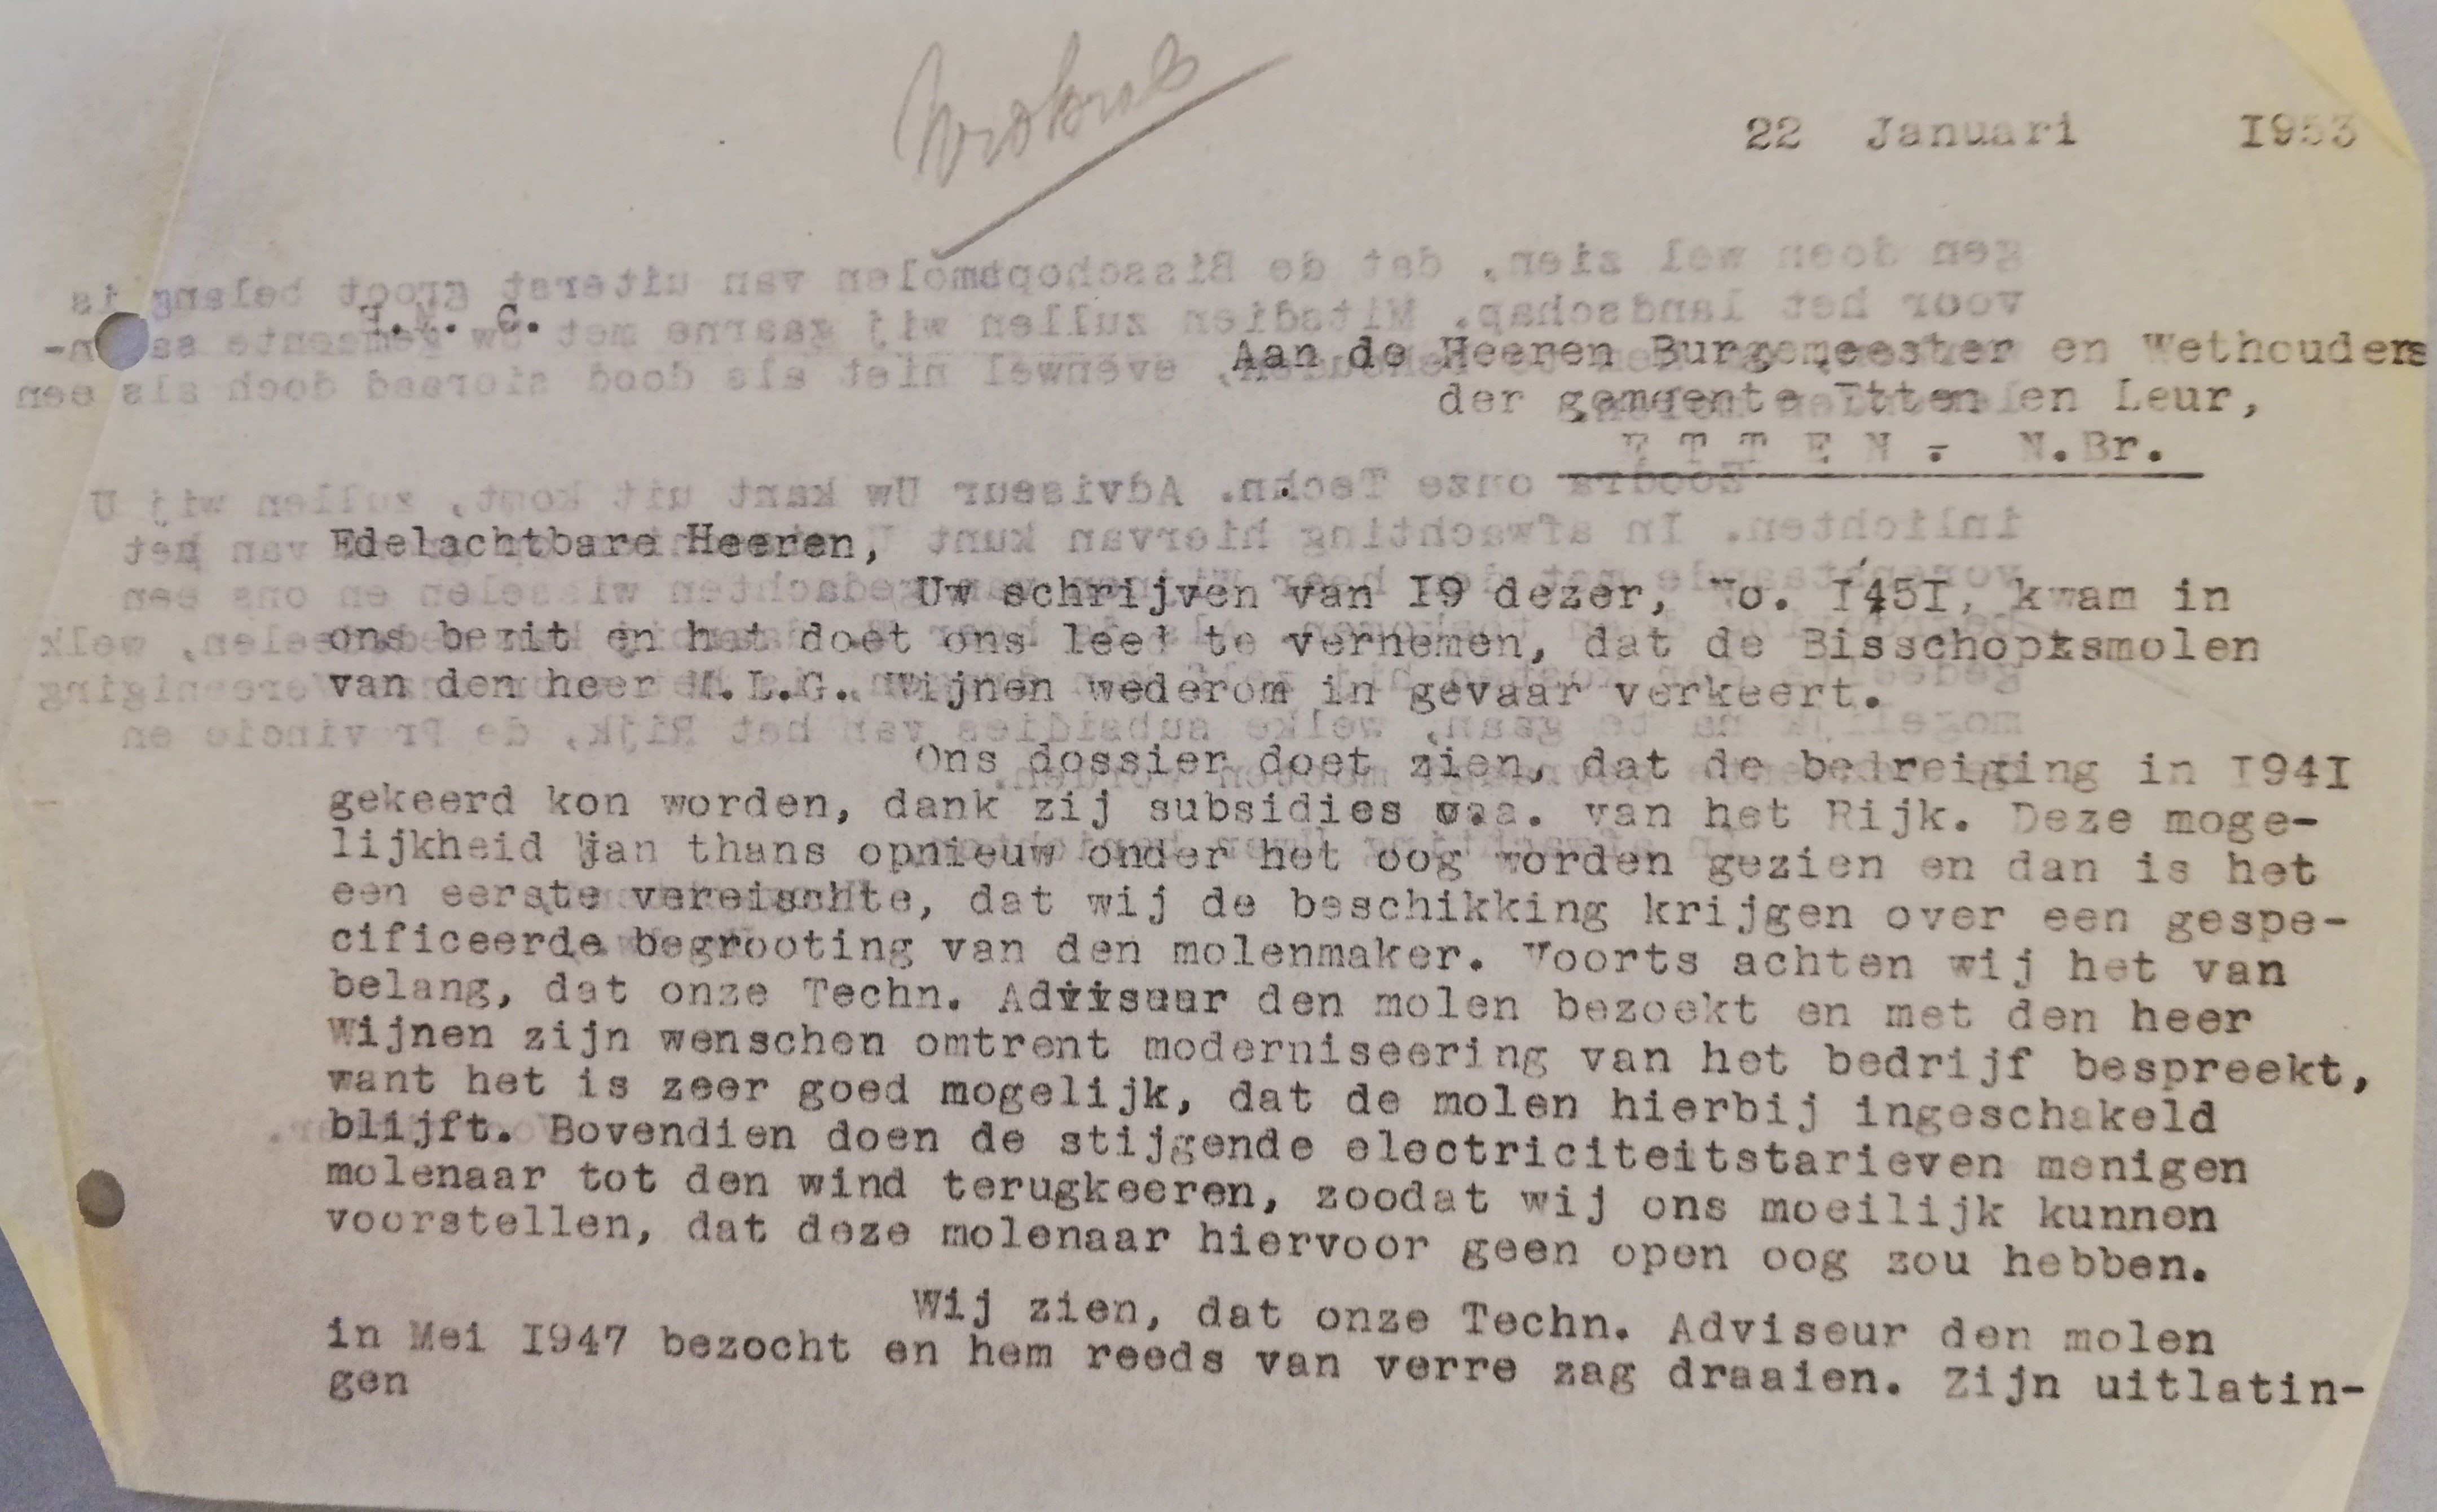 Nrd Brab
22 Januari 1953
F.M. G.
Aan de Heeren Burgemeester en Wethouders
der gemeente Etten en Leur,
E T T E N - N.Br.
Edelachtbare Heeren,
Uw schrijven van I9 dezer, No. I45I, kwam in
ons bezit en het doet ons leed te vernemen, dat de Bisschopsmolen
van den heer M.L.G. Wijnen wederom in gevaar verkeert.
Ons dossier doet zien, dat de bedreiging in I94I
gekeerd kon worden, dank zij subsidies o.a. van het Rijk. Deze moge-
lijkheid kan thans opnieuw onder het oog worden gezien en dan is het
een eerste vereischte, dat wij de beschikking krijgen over een gespe-
cificeerde begrooting van den molenmaker. Voorts achten wij het van
belang, dat onze Techn. Adviseur den molen bezoekt en met den heer
Wijnen zijn wenschen omtrent moderniseering van het bedrijf bespreekt,
want het is zeer goed mogelijk, dat de molen hierbij ingeschakeld
blijft. Bovendien doen de stijgende electriciteitstarieven menigen
molenaar tot den wind terugkeeren, zoodat wij ons moeilijk kunnen
voorstellen, dat deze molenaar hiervoor geen open oog zou hebben.
Wij zien, dat onze Techn. Adviseur den molen
in Mei I947 bezocht en hem reeds van verre zag draaien. Zijn uitlatin-
gen